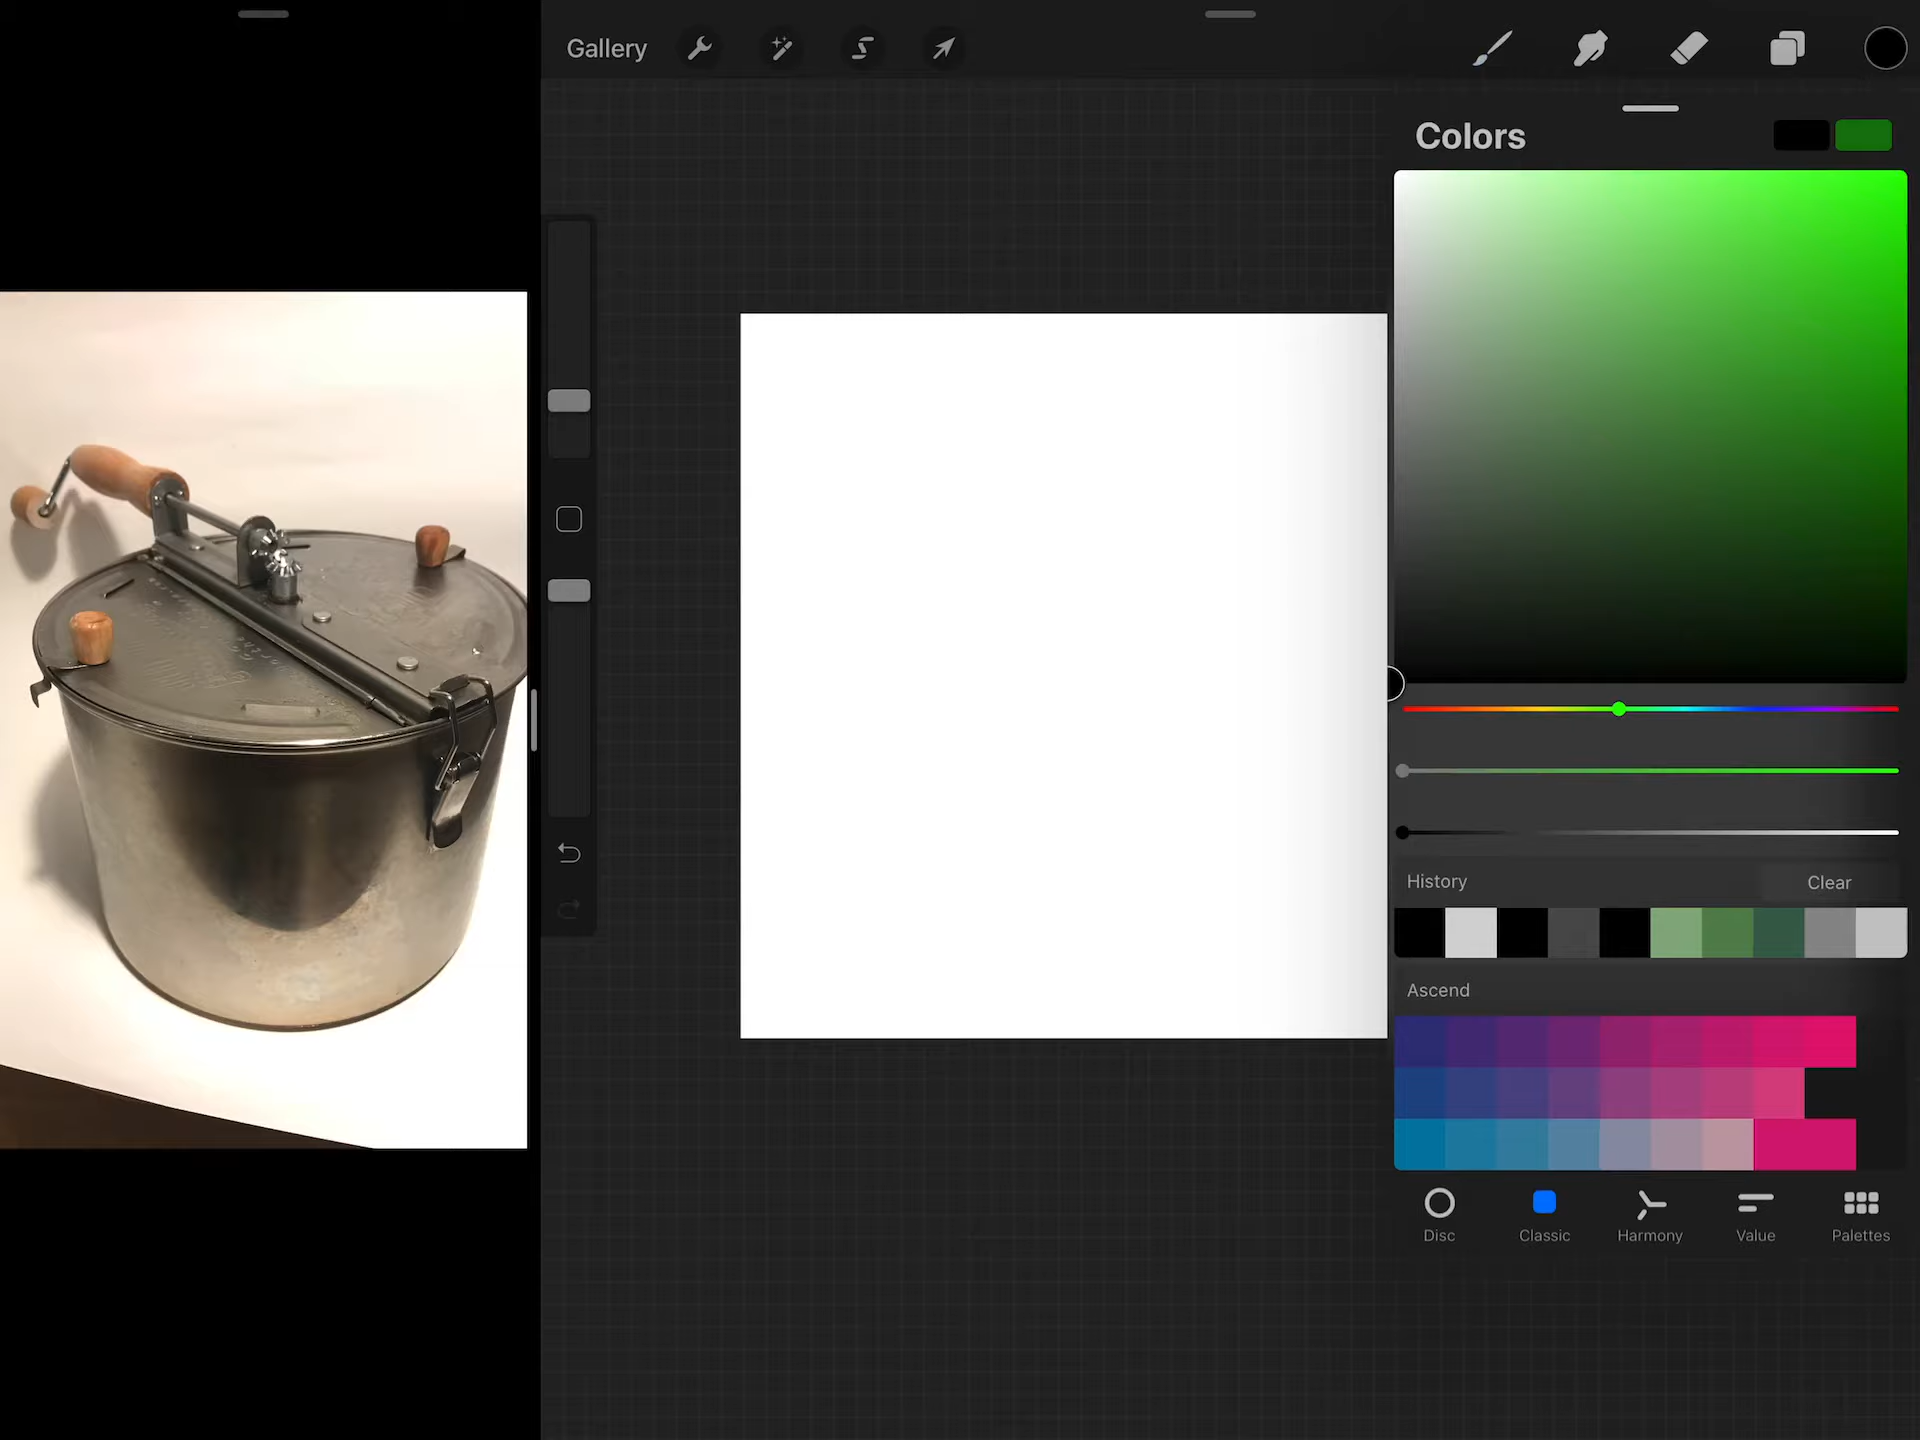 Gallery
Colors
History
Clear
Ascend
Disc
Classic
Harmony
Value
Palettes